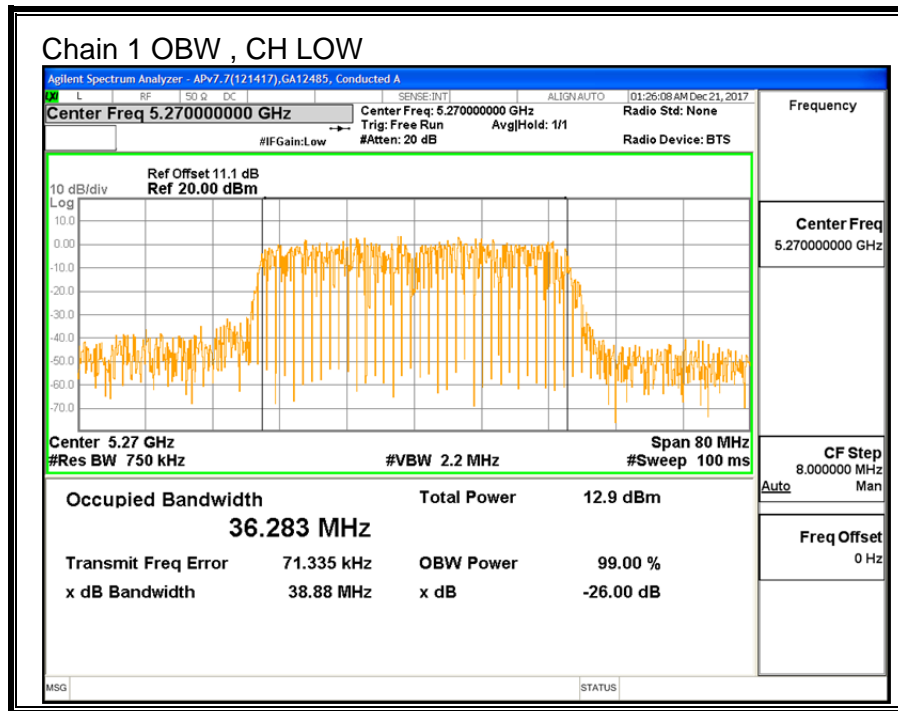 Chain 1 OBW , CH LOW
Agilent Spectrum Analyzer - APv7.7(121417),GA12485, Conducted A
LXI L RF 50 Ω DC SENSE:INT ALIGN AUTO 01:26:08 AM Dec 21, 2017
Center Freq 5.270000000 GHz
Center Freq: 5.270000000 GHz
Radio Std: None
Trig: Free Run Avg|Hold: 1/1
#IFGain:Low #Atten: 20 dB Radio Device: BTS
Ref Offset 11.1 dB
10 dB/div Ref 20.00 dBm
Log
10.0
0.00
-10.0
-20.0
-30.0
-40.0
-50.0
-60.0
-70.0
Center 5.27 GHz Span 80 MHz
#Res BW 750 kHz #VBW 2.2 MHz #Sweep 100 ms
Occupied Bandwidth Total Power 12.9 dBm
36.283 MHz
Transmit Freq Error 71.335 kHz OBW Power 99.00 %
x dB Bandwidth 38.88 MHz x dB -26.00 dB
MSG STATUS
Frequency
Center Freq
5.270000000 GHz
CF Step
8.000000 MHz
Auto Man
Freq Offset
0 Hz